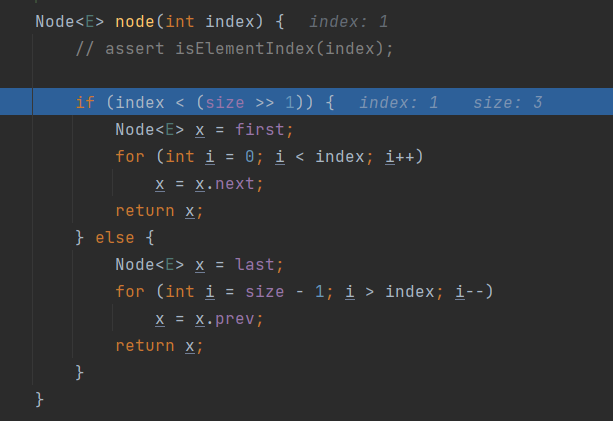 Node<E> node(int index) {   index: 1
    // assert isElementIndex(index);

    if (index < (size >> 1)) {   index: 1    size: 3
        Node<E> x = first;
        for (int i = 0; i < index; i++)
            x = x.next;
        return x;
    } else {
        Node<E> x = last;
        for (int i = size - 1; i > index; i--)
            x = x.prev;
        return x;
    }
}